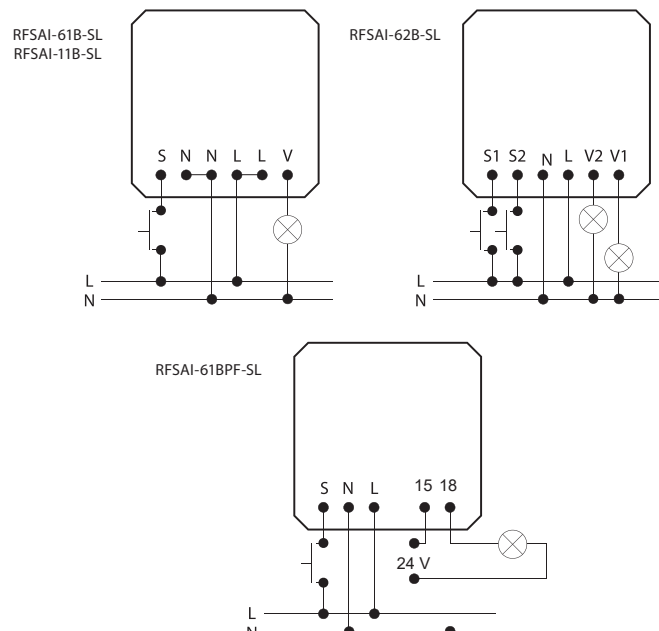 RFSAI-61B-SL
RFSAI-11B-SL
S N N L L V
L
N
RFSAI-62B-SL
S1 S2 N L V2 V1
L
N
RFSAI-61BPF-SL
S N L 15 18
24 V
L
N